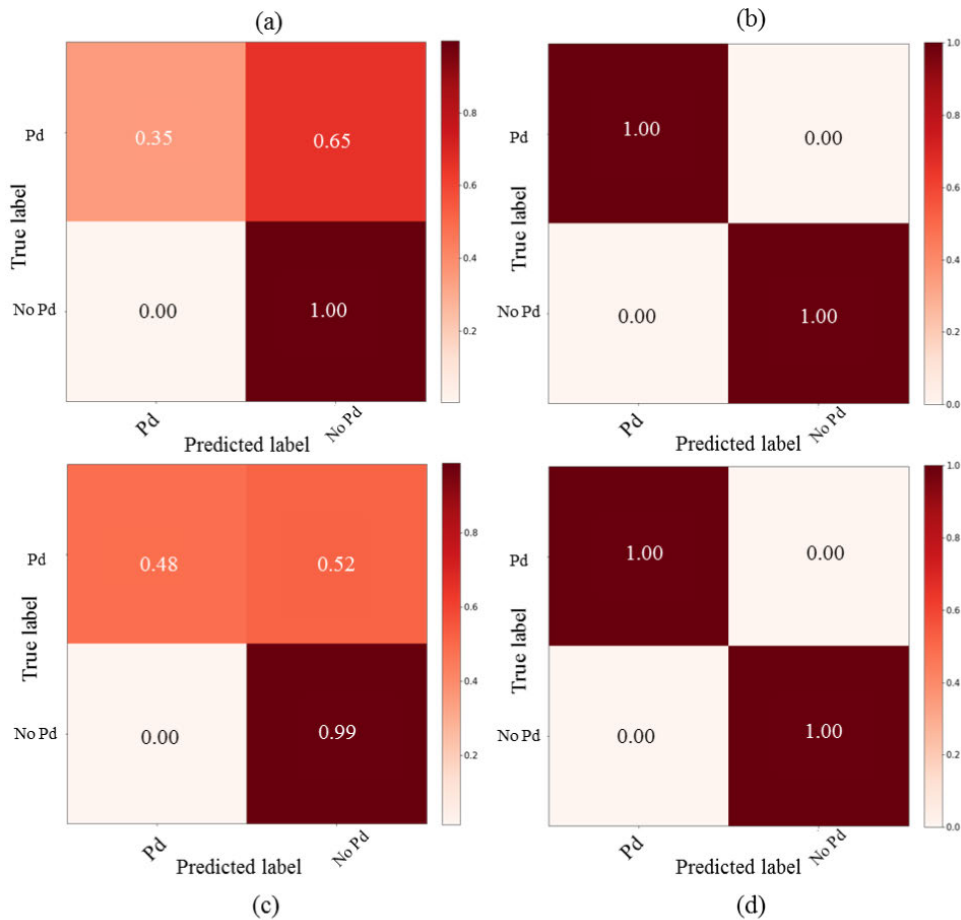 (a)
Pd
0.35
0.65
0.8
0.6
0.4
0.2
True label
No Pd
0.00
1.00
Pd
No Pd
Predicted label
(b)
Pd
1.00
0.00
1.0
0.8
0.6
0.4
0.2
0.0
True label
No Pd
0.00
1.00
Pd
No Pd
Predicted label
Pd
0.48
0.52
0.8
0.6
0.4
0.2
True label
No Pd
0.00
0.99
Pd
No Pd
Predicted label
(c)
Pd
1.00
0.00
1.0
0.8
0.6
0.4
0.2
0.0
True label
No Pd
0.00
1.00
Pd
No Pd
Predicted label
(d)